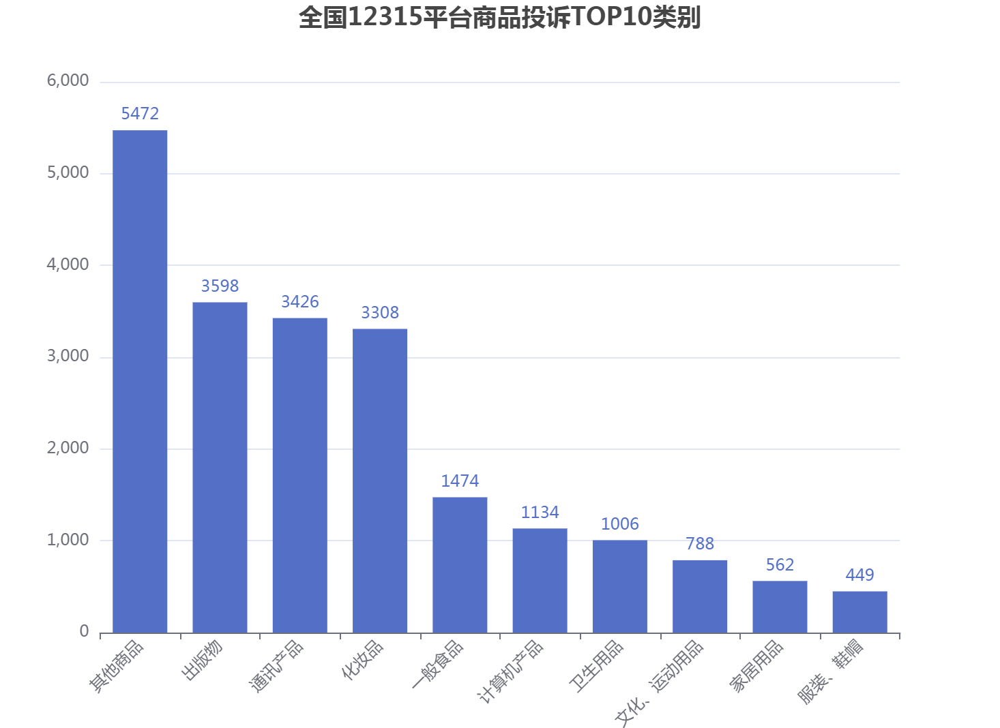 全国12315平台商品投诉TOP10类别
6,000
5,000
4,000
3,000
2,000
1,000
0
5472
3598
3426
3308
1474
1134
1006
788
562
449
其他商品
出版物
通讯产品
化妆品
一般食品
计算机产品
卫生用品
文化、运动用品
家居用品
服装、鞋帽